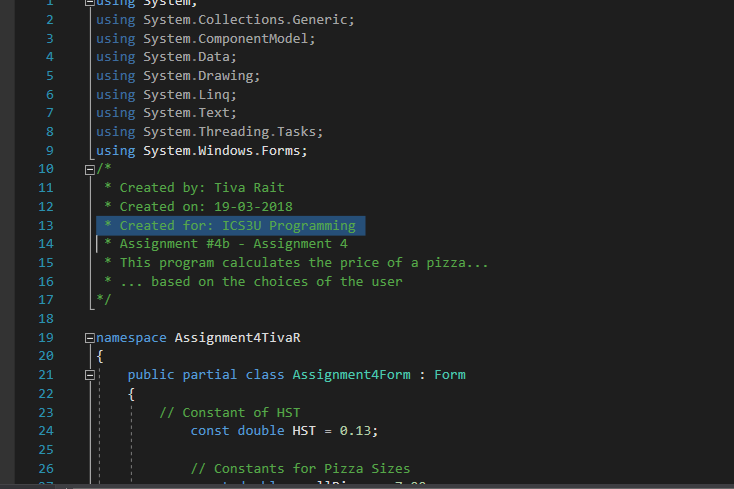 1 using System;
2 using System.Collections.Generic;
3 using System.ComponentModel;
4 using System.Data;
5 using System.Drawing;
6 using System.Linq;
7 using System.Text;
8 using System.Threading.Tasks;
9 using System.Windows.Forms;
10 /*
11 * Created by: Tiva Rait
12 * Created on: 19-03-2018
13 * Created for: ICS3U Programming
14 * Assignment #4b - Assignment 4
15 * This program calculates the price of a pizza...
16 * ... based on the choices of the user
17 */
18
19 namespace Assignment4TivaR
20 {
21 public partial class Assignment4Form : Form
22 {
23 // Constant of HST
24 const double HST = 0.13;
25
26 // Constants for Pizza Sizes